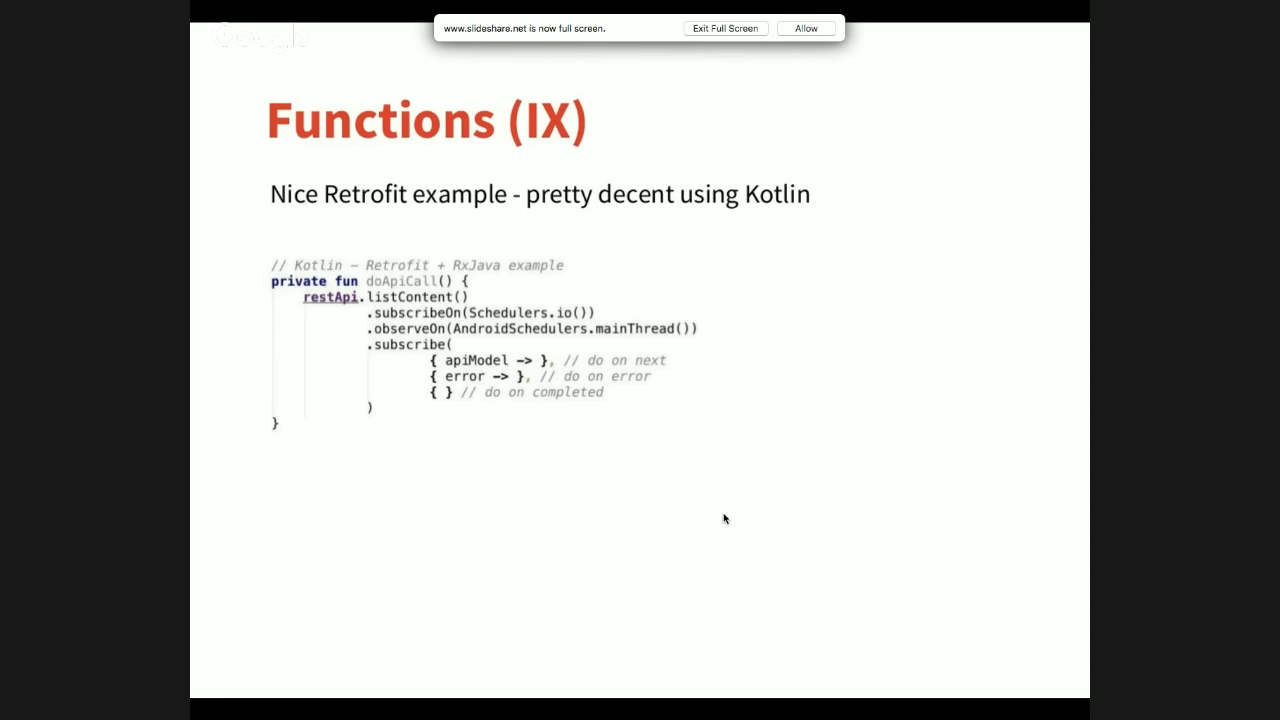 www.slideshare.net is now full screen. Exit Full Screen Allow
Google
Functions (IX)
Nice Retrofit example - pretty decent using Kotlin
// Kotlin – Retrofit + RxJava example
private fun doApiCall() {
restApi.listContent()
.subscribeOn(Schedulers.io())
.observeOn(AndroidSchedulers.mainThread())
.subscribe(
{ apiModel -> }, // do on next
{ error -> }, // do on error
{ } // do on completed
)
}